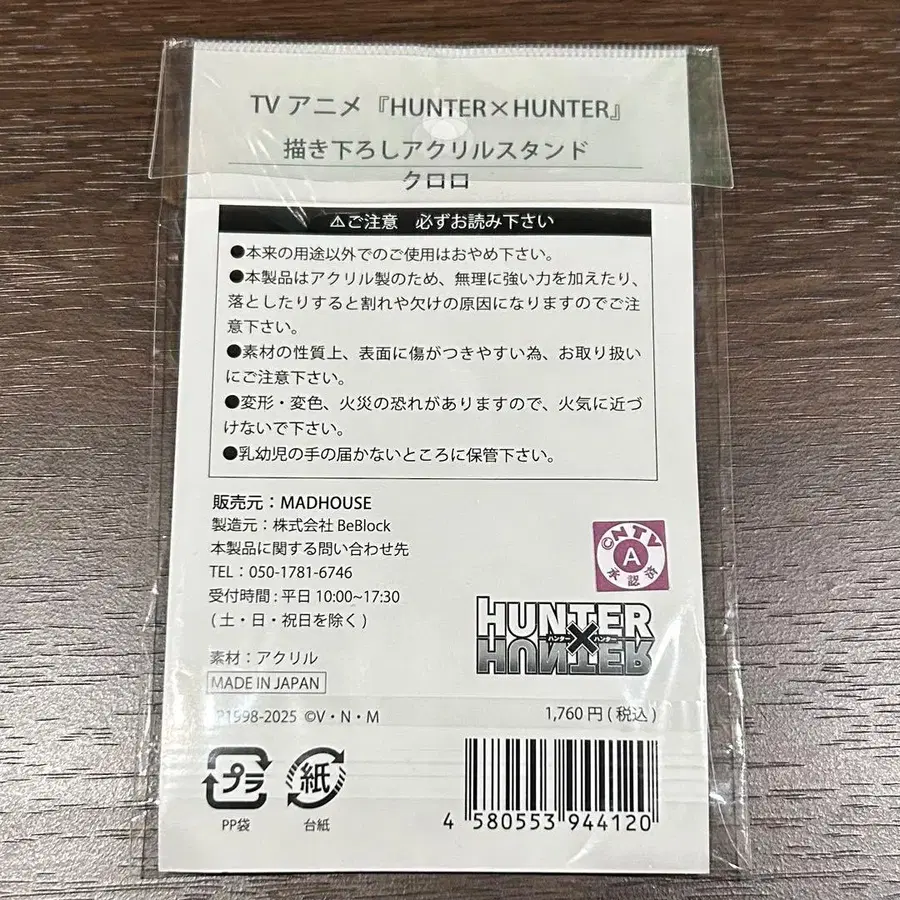 TV アニメ『HUNTER×HUNTER』
描き下ろしアクリルスタンド
クロロ
⚠ご注意 必ずお読み下さい
●本来の用途以外でのご使用はおやめ下さい。
●本製品はアクリル製のため、無理に強い力を加えたり、
落としたりすると割れや欠けの原因になりますのでご注
意下さい。
●素材の性質上、表面に傷がつきやすい為、お取り扱い
にご注意下さい。
●変形・変色、火災の恐れがありますので、火気に近づ
けないで下さい。
●乳幼児の手の届かないところに保管下さい。
販売元：MADHOUSE
製造元：株式会社 BeBlock
本製品に関する問い合わせ先
TEL：050-1781-6746
受付時間 : 平日 10:00~17:30
( 土・日・祝日を除く )
©NTV
A
承認済
HUNTER
ハンター×ハンター
HUNTER
素材：アクリル
MADE IN JAPAN
1998-2025 ©V・N・M
1,760 円 ( 税込 )
プラ
紙
PP袋
台紙
4 580553 944120